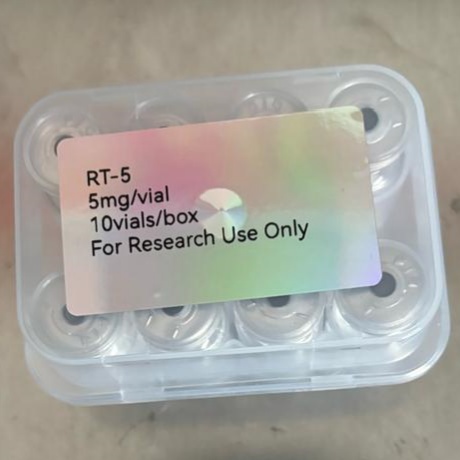 RT-5
5mg/vial
10vials/box
For Research Use Only